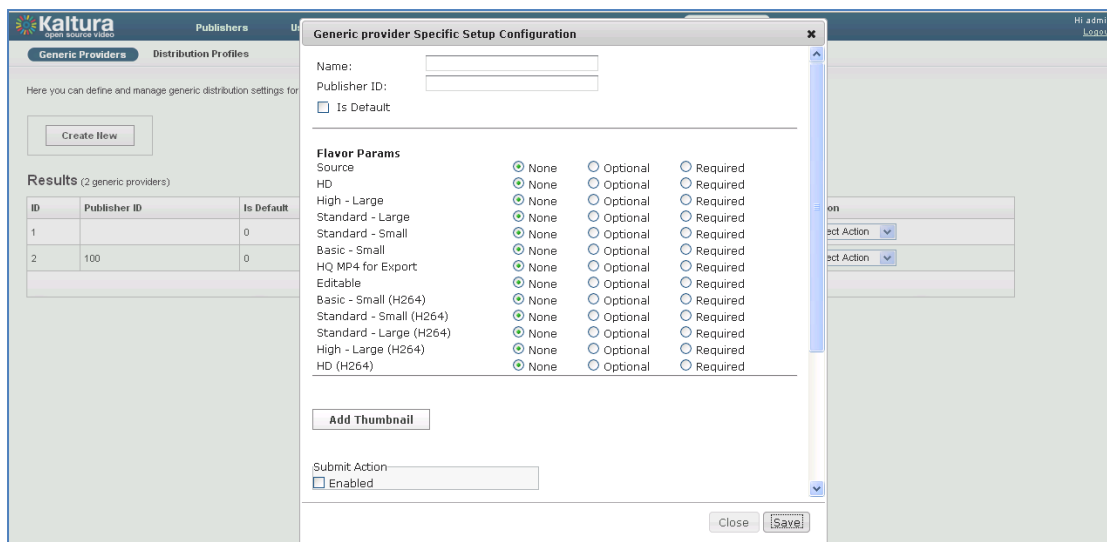 Kaltura
open source video
Publishers
Hi admi
Logou
Generic Providers Distribution Profiles
Here you can define and manage generic distribution settings for
Create New
Results (2 generic providers)
ID Publisher ID Is Default on
1 0 ect Action
2 100 0 ect Action
Generic provider Specific Setup Configuration
Name:
Publisher ID:
Is Default
Flavor Params
Source None Optional Required
HD None Optional Required
High - Large None Optional Required
Standard - Large None Optional Required
Standard - Small None Optional Required
Basic - Small None Optional Required
HQ MP4 for Export None Optional Required
Editable None Optional Required
Basic - Small (H264) None Optional Required
Standard - Small (H264) None Optional Required
Standard - Large (H264) None Optional Required
High - Large (H264) None Optional Required
HD (H264) None Optional Required
Add Thumbnail
Submit Action
Enabled
Close Save